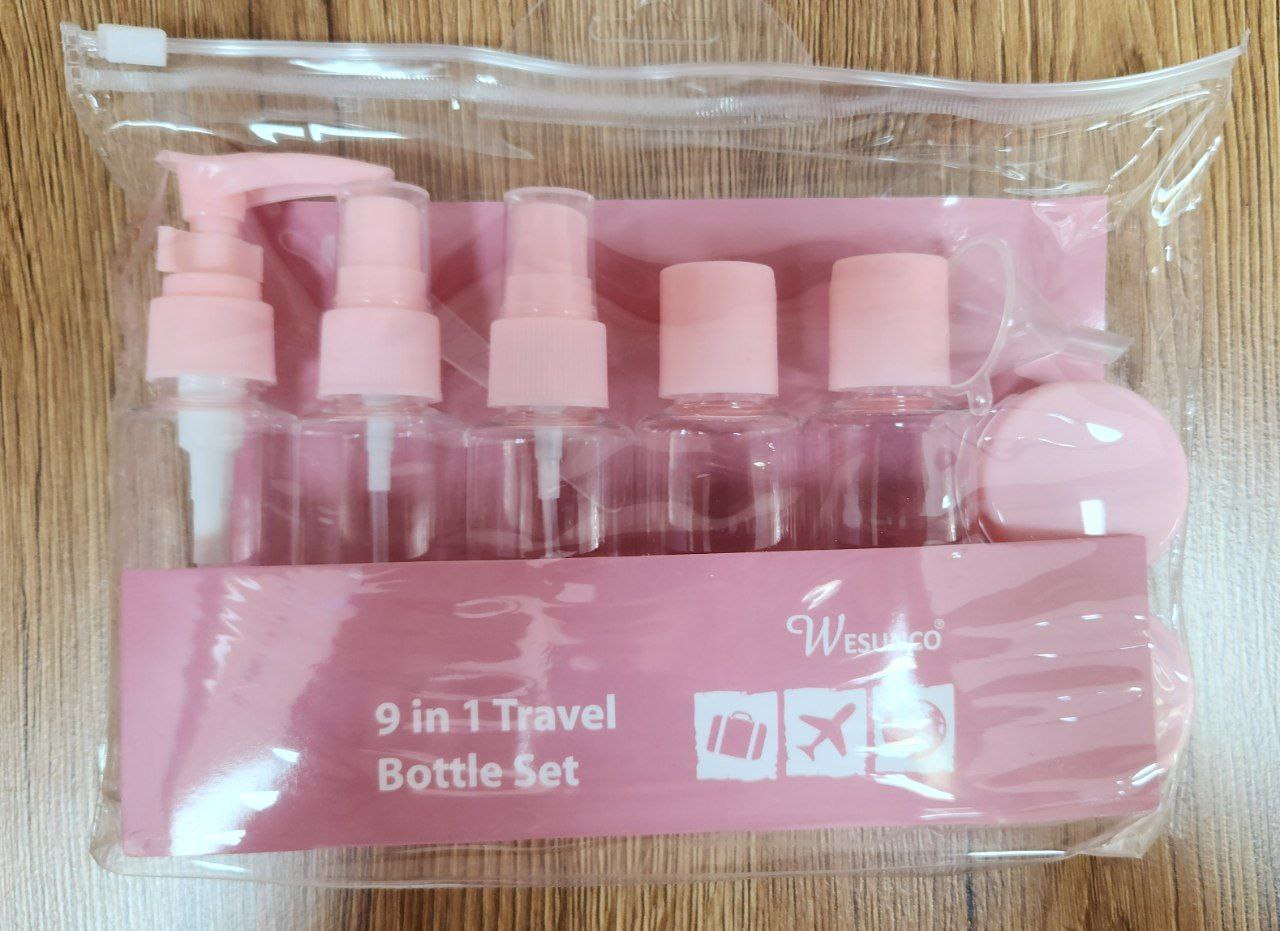 WESUNCO®
9 in 1 Travel
Bottle Set